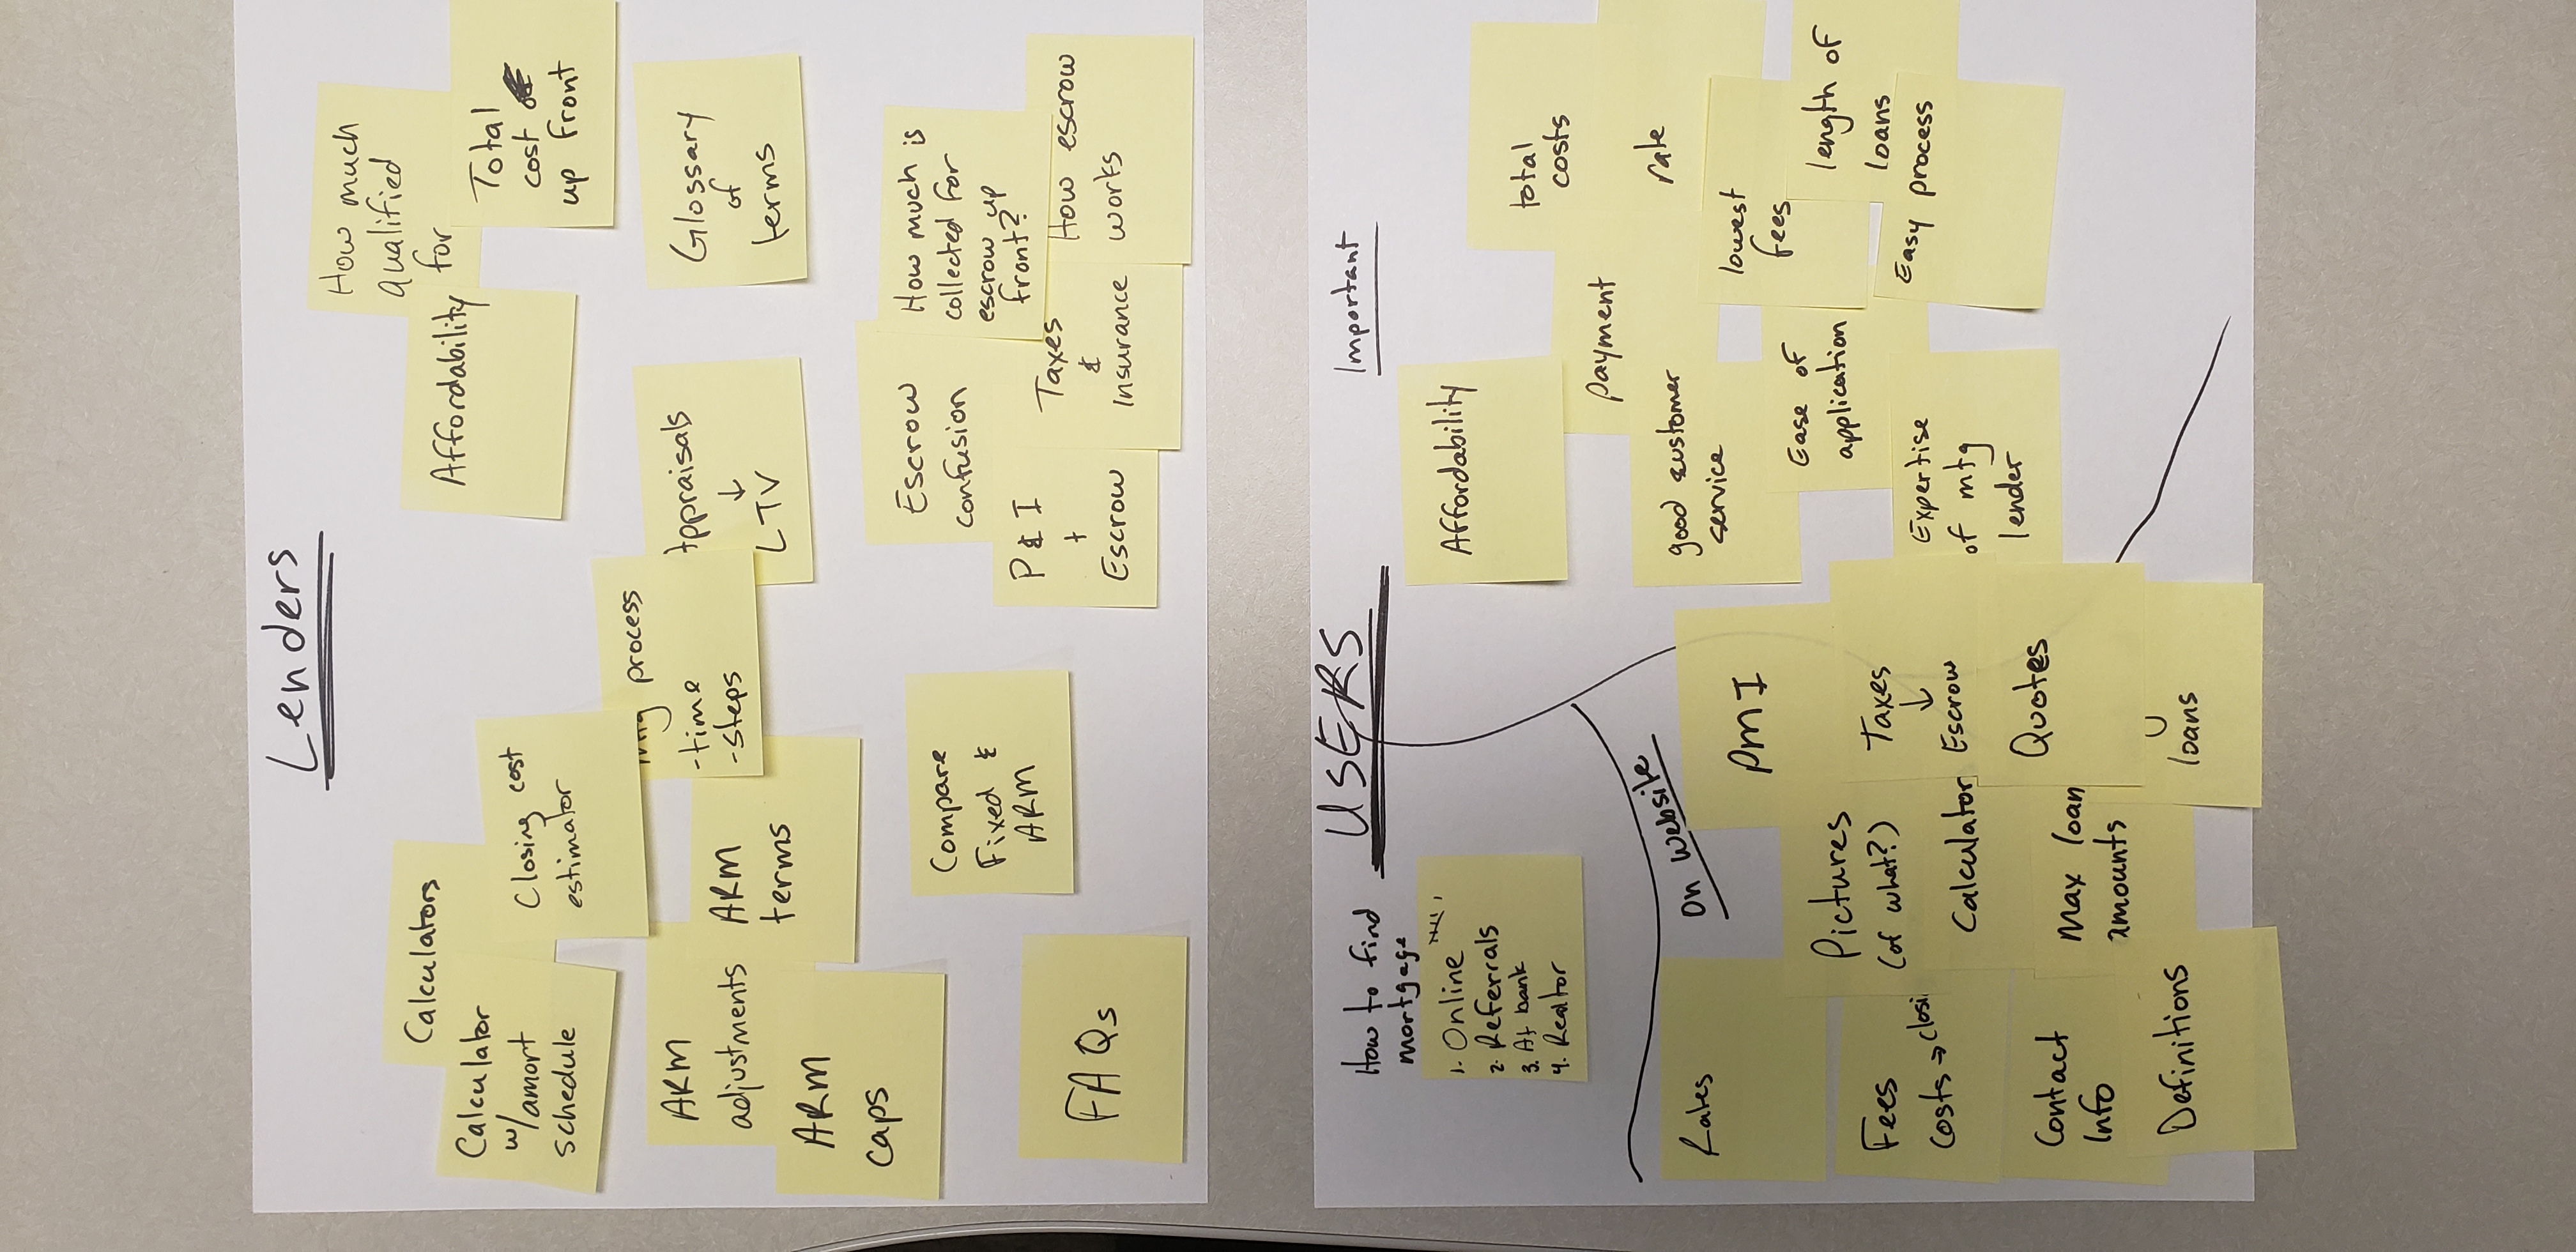 Lenders
How much
qualified
for
Affordability
Total
cost
up front
Calculators
Calculator
w/amort
schedule
Closing cost
estimator
mtg process
-time
-steps
Appraisals
↓
LTV
Glossary
of
terms
ARM
adjustments
ARM
terms
ARM
caps
Compare
Fixed &
ARM
FAQs
Escrow
confusion
How much is
collected for
escrow up
front?
P & I
+
Escrow
Taxes
&
Insurance
How escrow
works
USERS
How to find
mortgage
1. Online
2. Referrals
3. At bank
4. Realtor
Important
Affordability
total
costs
payment
rate
good customer
service
lowest
fees
Ease of
application
length of
loans
Expertise
of mtg
lender
Easy process
On website
Rates
PMI
Pictures
(of what?)
Fees
costs → closi
Taxes
↓
Escrow
Calculator
Quotes
Contact
Info
Max loan
amounts
Definitions
loans